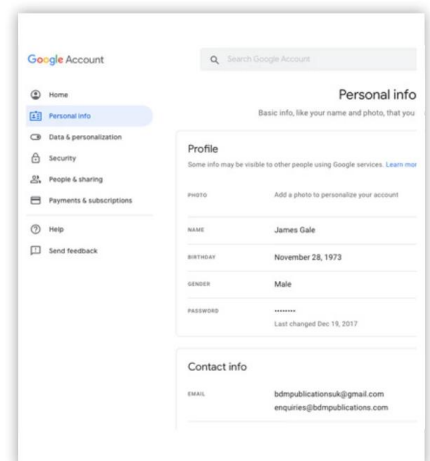 Google Account
Search Google Account
Home
Personal info
Data & personalization
Security
People & sharing
Payments & subscriptions
Help
Send feedback
Personal info
Basic info, like your name and photo, that you
Profile
Some info may be visible to other people using Google services. Learn mor
PHOTO Add a photo to personalize your account
NAME James Gale
BIRTHDAY November 28, 1973
GENDER Male
PASSWORD ••••••••
Last changed Dec 19, 2017
Contact info
EMAIL bdmpublicationsuk@gmail.com
enquiries@bdmpublications.com